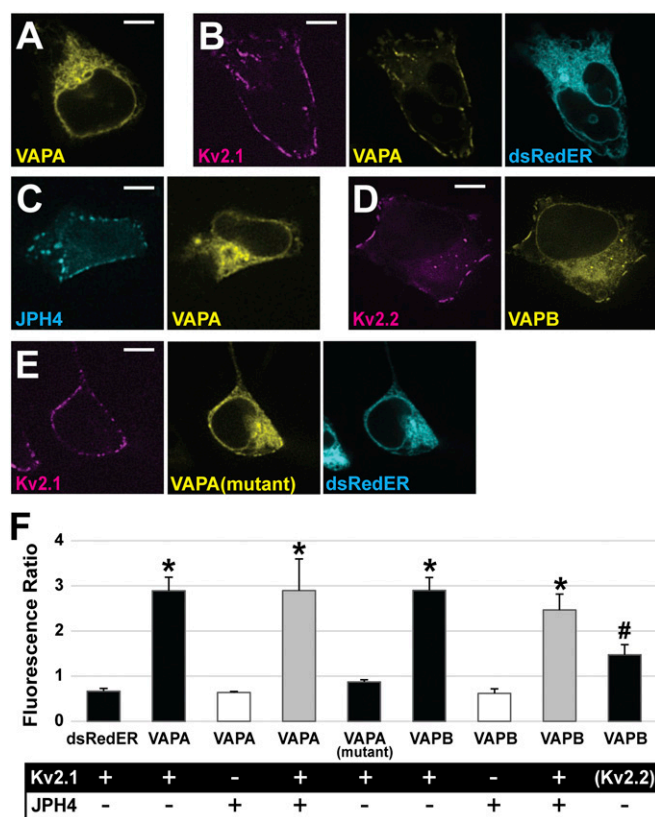 A
B
VAPA
Kv2.1
VAPA
dsRedER
C
D
JPH4
VAPA
Kv2.2
VAPB
E
Kv2.1
VAPA(mutant)
dsRedER
F
Fluorescence Ratio
4
3
2
1
0
* * * * #
dsRedER VAPA VAPA VAPA VAPA (mutant) VAPB VAPB VAPB VAPB
Kv2.1 + + - + + + - + (Kv2.2)
JPH4 - - + + - - + + -